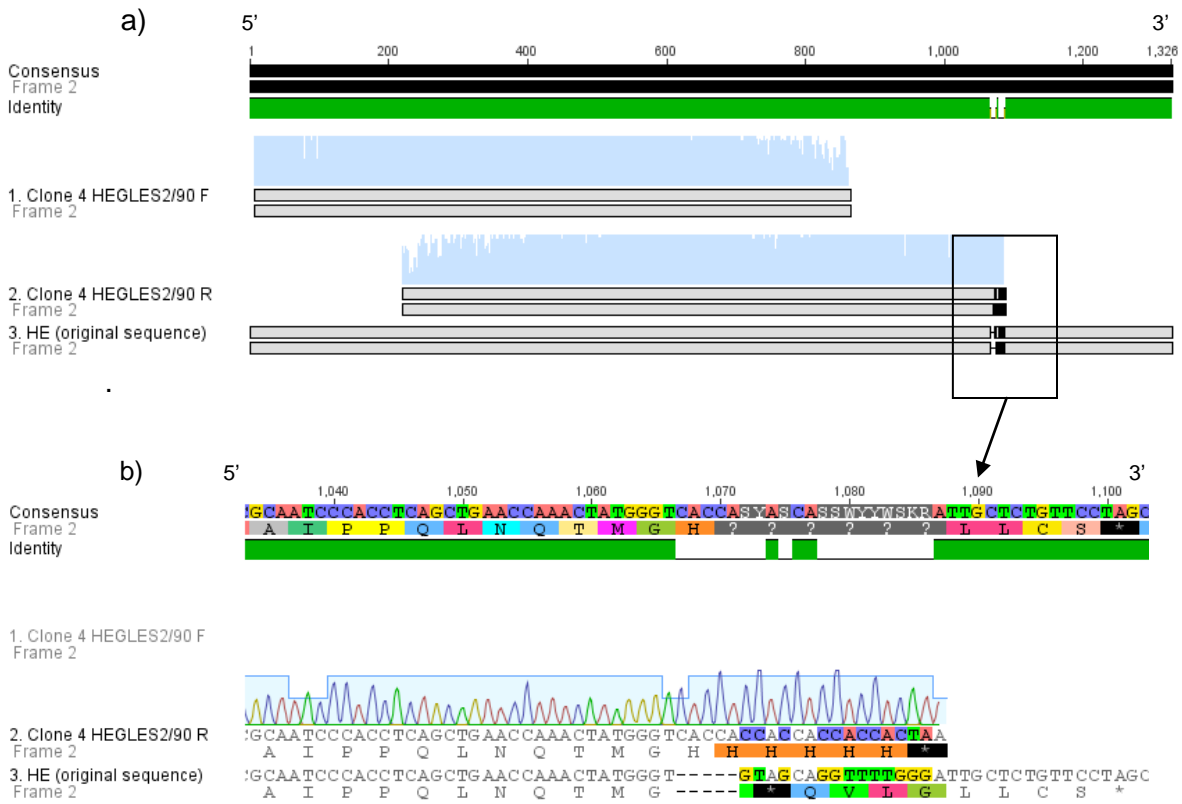 a)
5’ 3’
1 200 400 600 800 1,000 1,200 1,326
Consensus
Frame 2
Identity
1. Clone 4 HEGLES2/90 F
Frame 2
2. Clone 4 HEGLES2/90 R
Frame 2
3. HE (original sequence)
Frame 2
.
b)
5’ 3’
1,040 1,050 1,060 1,070 1,080 1,090 1,100
Consensus CGCAATCCCACCTCAGCTGAACCAAACTATGGGTCACCASYASCASSWYYWSKRATTGCTCTGTTCCTAGC
Frame 2 A I P P Q L N Q T M G H ? ? ? ? ? L L C S *
Identity
1. Clone 4 HEGLES2/90 F
Frame 2
2. Clone 4 HEGLES2/90 R CGCAATCCCACCTCAGCTGAACCAAACTATGGGTCACCACCACCACCACCACTAA
Frame 2 A I P P Q L N Q T M G H H H H H H *
3. HE (original sequence) CGCAATCCCACCTCAGCTGAACCAAACTATGGGT-----GTAGCAGGTTTTGGGATTGCTCTGTTCCTAGC
Frame 2 A I P P Q L N Q T M G * Q V L G L L C S *